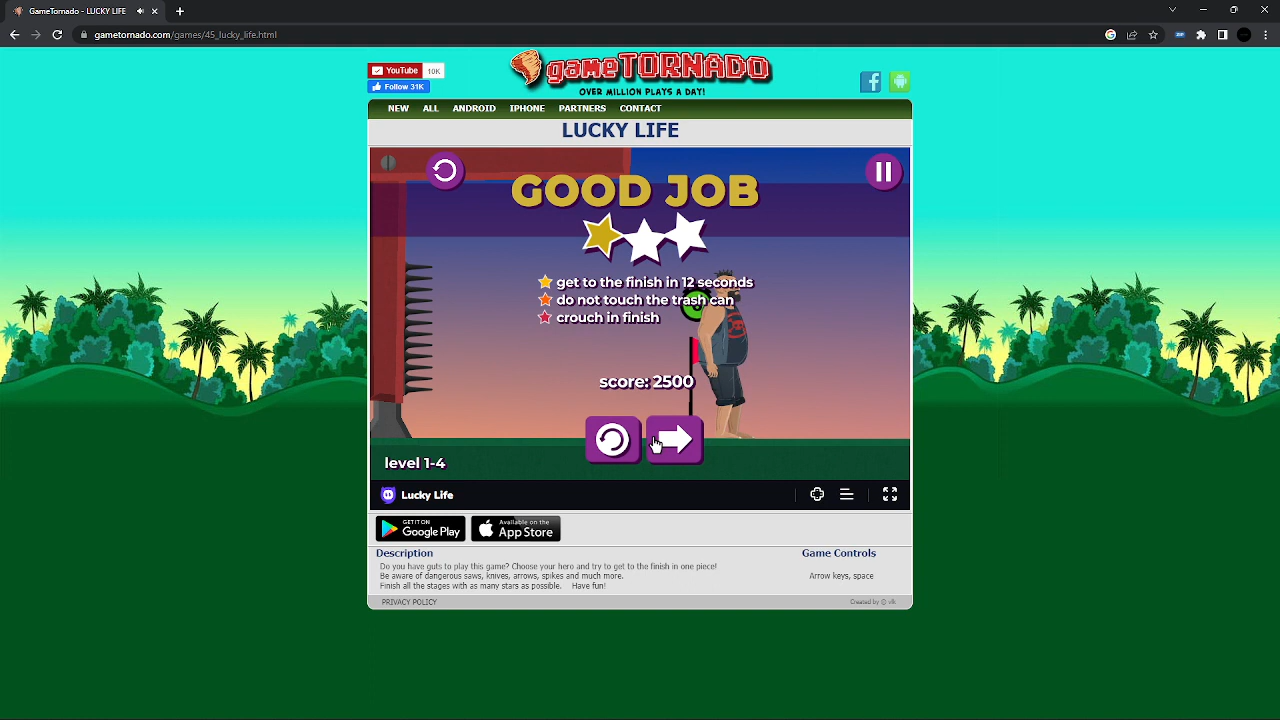 GameTornado - LUCKY LIFE
gametornado.com/games/45_lucky_life.html
YouTube 10K
Follow 31K
gameTORNADO
OVER MILLION PLAYS A DAY!
NEW ALL ANDROID IPHONE PARTNERS CONTACT
LUCKY LIFE
GOOD JOB
get to the finish in 12 seconds
do not touch the trash can
crouch in finish
score: 2500
level 1-4
Lucky Life
GET IT ON
Google Play
Available on the
App Store
Description
Game Controls
Do you have guts to play this game? Choose your hero and try to get to the finish in one piece!
Be aware of dangerous saws, knives, arrows, spikes and much more.
Arrow keys, space
Finish all the stages with as many stars as possible. Have fun!
PRIVACY POLICY
Created by © vlk